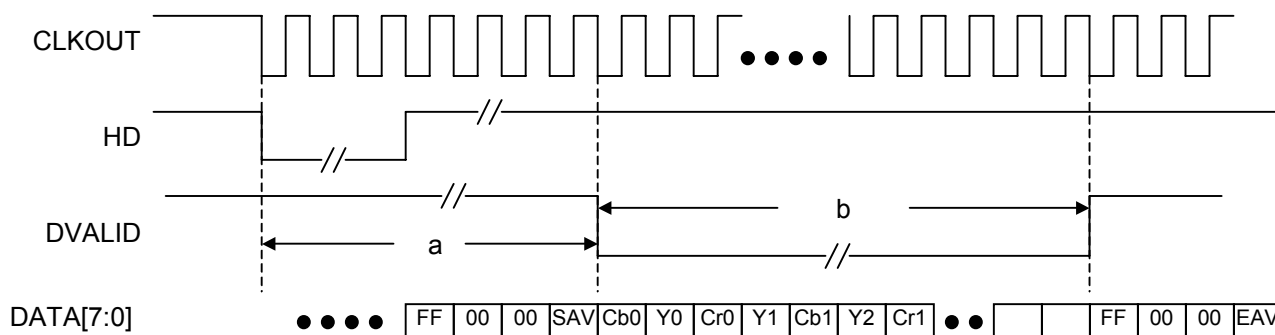 CLKOUT
HD
DVALID
a
b
DATA[7:0]
FF 00 00 SAV Cb0 Y0 Cr0 Y1 Cb1 Y2 Cr1 FF 00 00 EAV